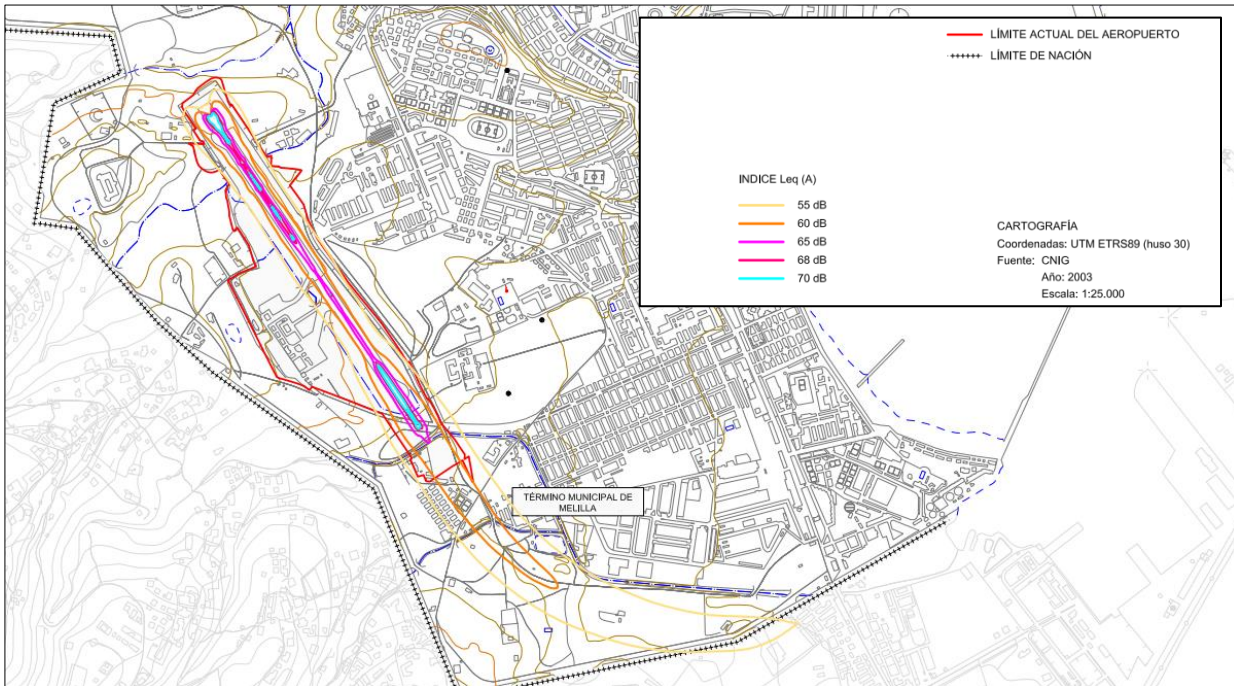 LÍMITE ACTUAL DEL AEROPUERTO
LÍMITE DE NACIÓN
INDICE Leq (A)
55 dB
60 dB
65 dB
68 dB
70 dB
CARTOGRAFÍA
Coordenadas: UTM ETRS89 (huso 30)
Fuente: CNIG
Año: 2003
Escala: 1:25.000
TÉRMINO MUNICIPAL DE
MELILLA